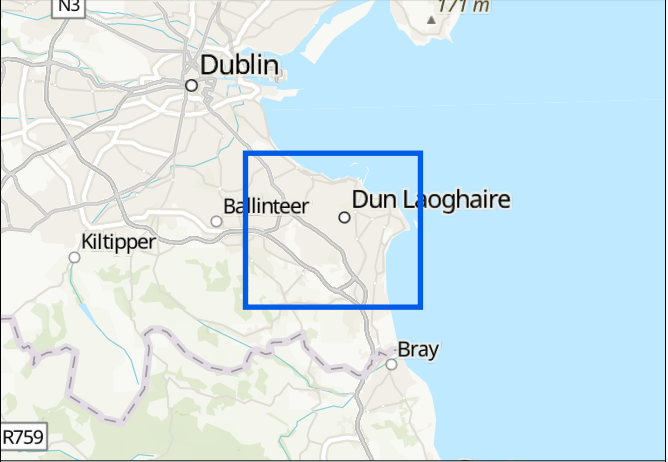 N3
171 m
Dublin
Dun Laoghaire
Ballinteer
Kiltipper
Bray
R759